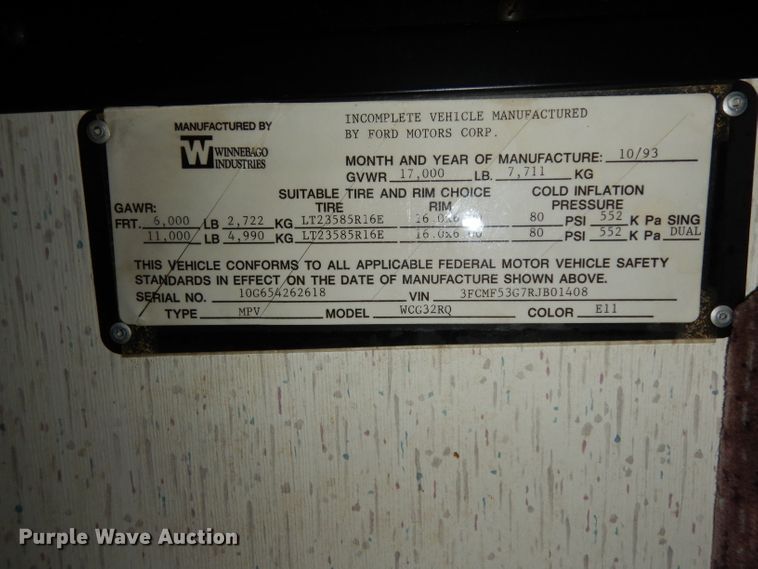 MANUFACTURED BY
W WINNEBAGO
INDUSTRIES
INCOMPLETE VEHICLE MANUFACTURED
BY FORD MOTORS CORP.
MONTH AND YEAR OF MANUFACTURE: 10/93
GVWR 17,000 LB. 7,711 KG
SUITABLE TIRE AND RIM CHOICE COLD INFLATION
GAWR: TIRE RIM PRESSURE
FRT. 6,000 LB 2,722 KG LT23585R16E 16.0X6 80 PSI 552 K Pa SING
11,000 LB 4,990 KG LT23585R16E 16.0X6 80 PSI 552 K Pa DUAL
THIS VEHICLE CONFORMS TO ALL APPLICABLE FEDERAL MOTOR VEHICLE SAFETY
STANDARDS IN EFFECT ON THE DATE OF MANUFACTURE SHOWN ABOVE.
SERIAL NO. 10G654262618 VIN 3FCMF53G7RJB01408
TYPE MPV MODEL WCG32RQ COLOR E11
Purple Wave Auction